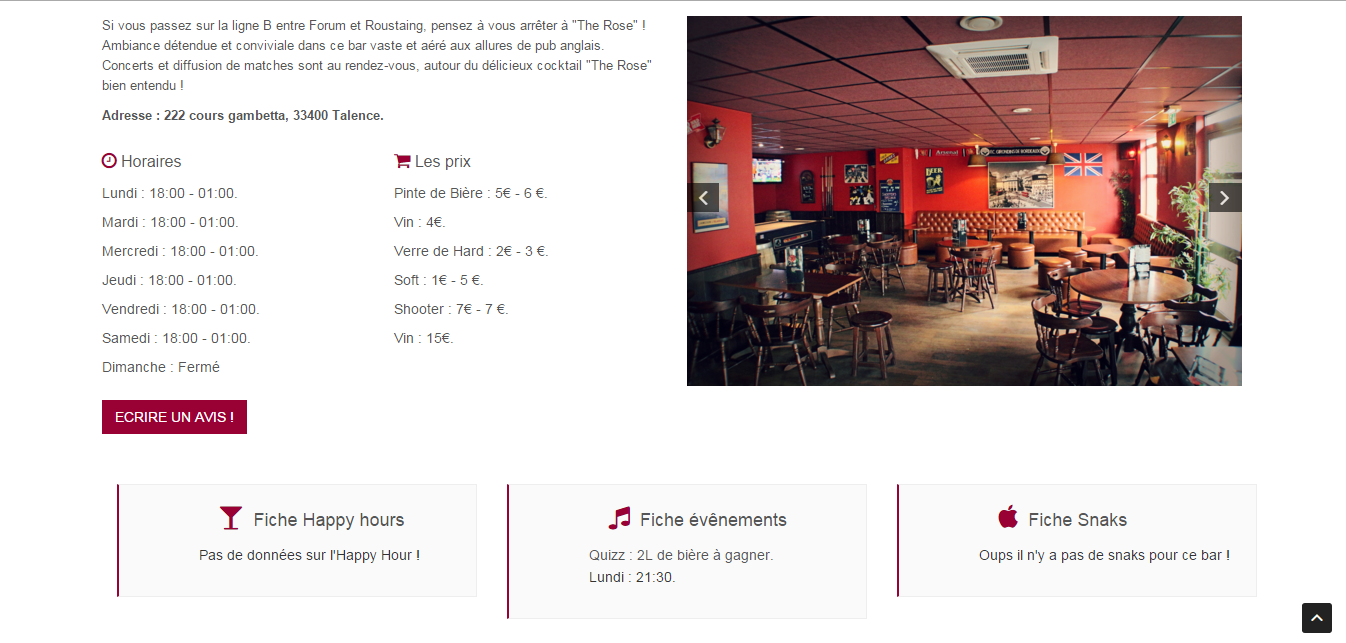 Si vous passez sur la ligne B entre Forum et Roustaing, pensez à vous arrêter à "The Rose" !
Ambiance détendue et conviviale dans ce bar vaste et aéré aux allures de pub anglais.
Concerts et diffusion de matches sont au rendez-vous, autour du délicieux cocktail "The Rose"
bien entendu !
Adresse : 222 cours gambetta, 33400 Talence.
Horaires
Lundi : 18:00 - 01:00.
Mardi : 18:00 - 01:00.
Mercredi : 18:00 - 01:00.
Jeudi : 18:00 - 01:00.
Vendredi : 18:00 - 01:00.
Samedi : 18:00 - 01:00.
Dimanche : Fermé
Les prix
Pinte de Bière : 5€ - 6 €.
Vin : 4€.
Verre de Hard : 2€ - 3 €.
Soft : 1€ - 5 €.
Shooter : 7€ - 7 €.
Vin : 15€.
Arsenal
F.C. GIRONDINS DE BORDEAUX
BEER
ECRIRE UN AVIS !
Fiche Happy hours
Pas de données sur l'Happy Hour !
Fiche évênements
Quizz : 2L de bière à gagner.
Lundi : 21:30.
Fiche Snaks
Oups il n'y a pas de snaks pour ce bar !